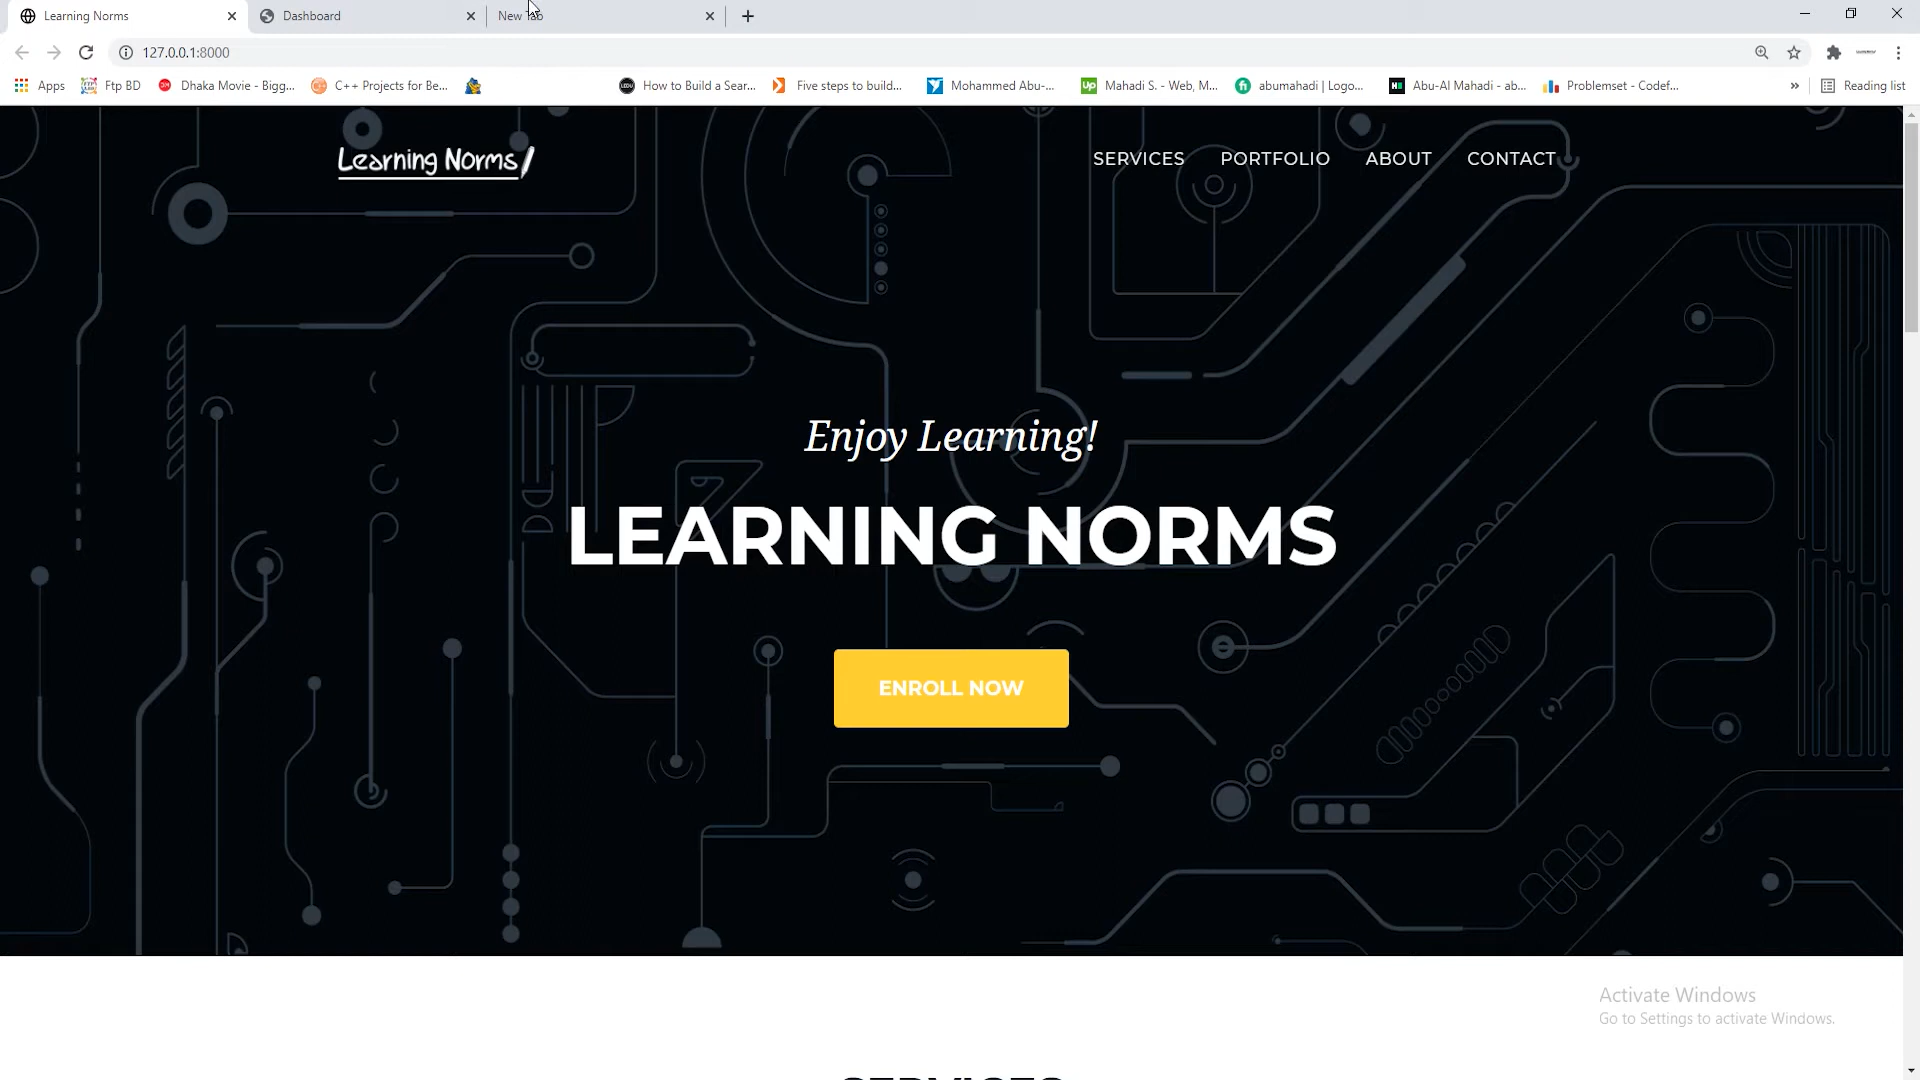 Learning Norms
Dashboard
New Tab
127.0.0.1:8000
Apps
Ftp BD
Dhaka Movie - Bigg...
C++ Projects for Be...
How to Build a Sear...
Five steps to build...
Mohammed Abu-...
Mahadi S. - Web, M...
abumahadi | Logo...
Abu-Al Mahadi - ab...
Problemset - Codef...
»
Reading list
Learning Norms
SERVICES
PORTFOLIO
ABOUT
CONTACT
Enjoy Learning!
LEARNING NORMS
ENROLL NOW
Activate Windows
Go to Settings to activate Windows.
SERVICES